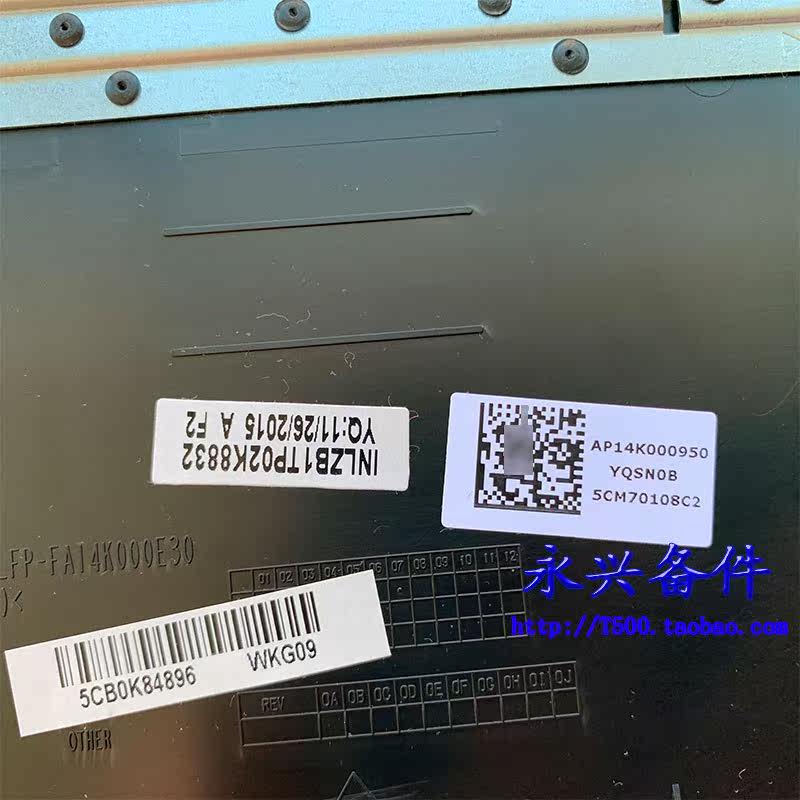 INLZB1TP02K8832
YQ:11/26/2015 A F2
AP14K000950
YQSN0B
5CM70108C2
LFP-FA14K000E30
01 02 03 04 05 06 07 08 09 10 11 12
永兴备件
http://T500.taobao.com
5CB0K84896 WKG09
REV 0A 0B 0C 0D 0E 0F 0G 0H 0I 0J
OTHER